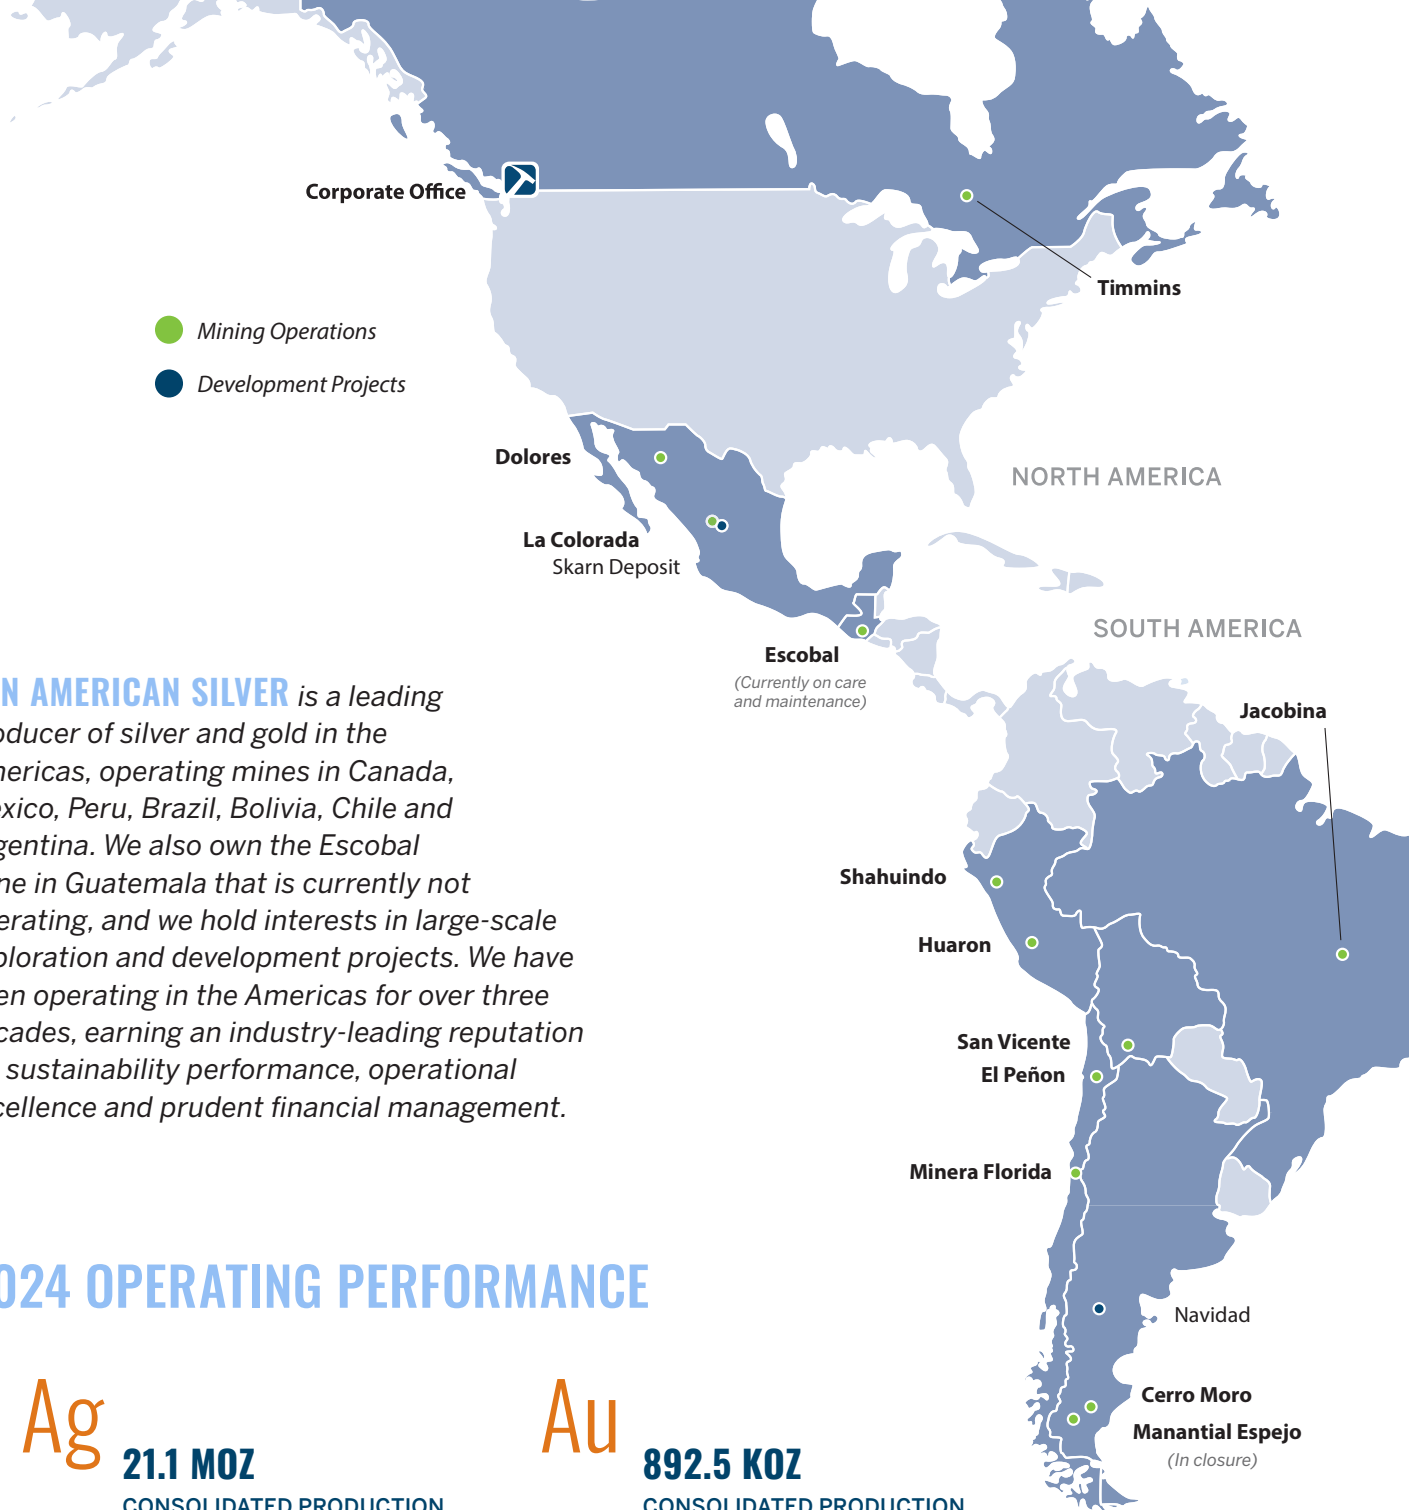 Corporate Office
Timmins
Mining Operations
Development Projects
Dolores
NORTH AMERICA
La Colorada
Skarn Deposit
SOUTH AMERICA
Escobal
(Currently on care
and maintenance)
Jacobina
N AMERICAN SILVER is a leading
oducer of silver and gold in the
mericas, operating mines in Canada,
exico, Peru, Brazil, Bolivia, Chile and
gentina. We also own the Escobal
ne in Guatemala that is currently not
erating, and we hold interests in large-scale
ploration and development projects. We have
en operating in the Americas for over three
cades, earning an industry-leading reputation
sustainability performance, operational
cellence and prudent financial management.
Shahuindo
Huaron
San Vicente
El Peñon
Minera Florida
Navidad
Cerro Moro
Manantial Espejo
(In closure)
024 OPERATING PERFORMANCE
Ag
21.1 MOZ
CONSOLIDATED PRODUCTION
Au
892.5 KOZ
CONSOLIDATED PRODUCTION